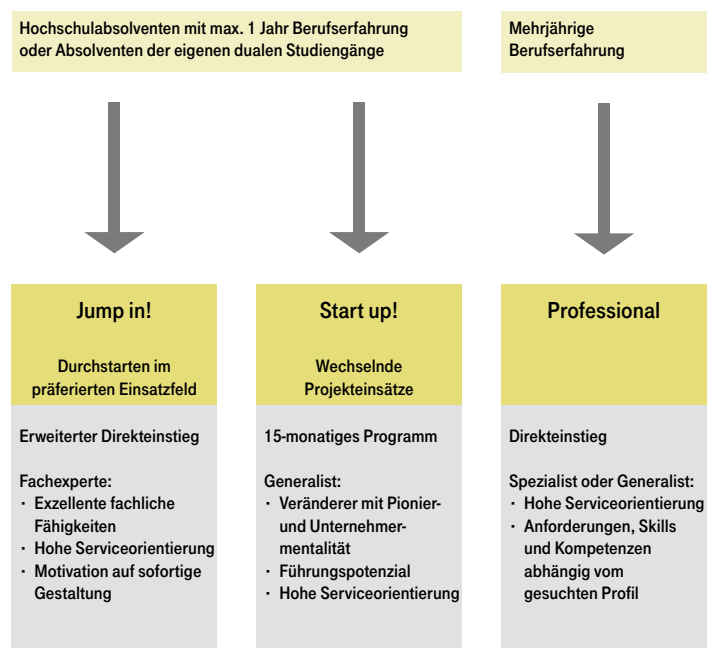 Hochschulabsolventen mit max. 1 Jahr Berufserfahrung
oder Absolventen der eigenen dualen Studiengänge
Mehrjährige
Berufserfahrung
Jump in!
Durchstarten im
präferierten Einsatzfeld
Erweiterter Direkteinstieg
Fachexperte:
· Exzellente fachliche
Fähigkeiten
· Hohe Serviceorientierung
· Motivation auf sofortige
Gestaltung
Start up!
Wechselnde
Projekteinsätze
15-monatiges Programm
Generalist:
· Veränderer mit Pionier-
und Unternehmer-
mentalität
· Führungspotenzial
· Hohe Serviceorientierung
Professional
Direkteinstieg
Spezialist oder Generalist:
· Hohe Serviceorientierung
· Anforderungen, Skills
und Kompetenzen
abhängig vom
gesuchten Profil